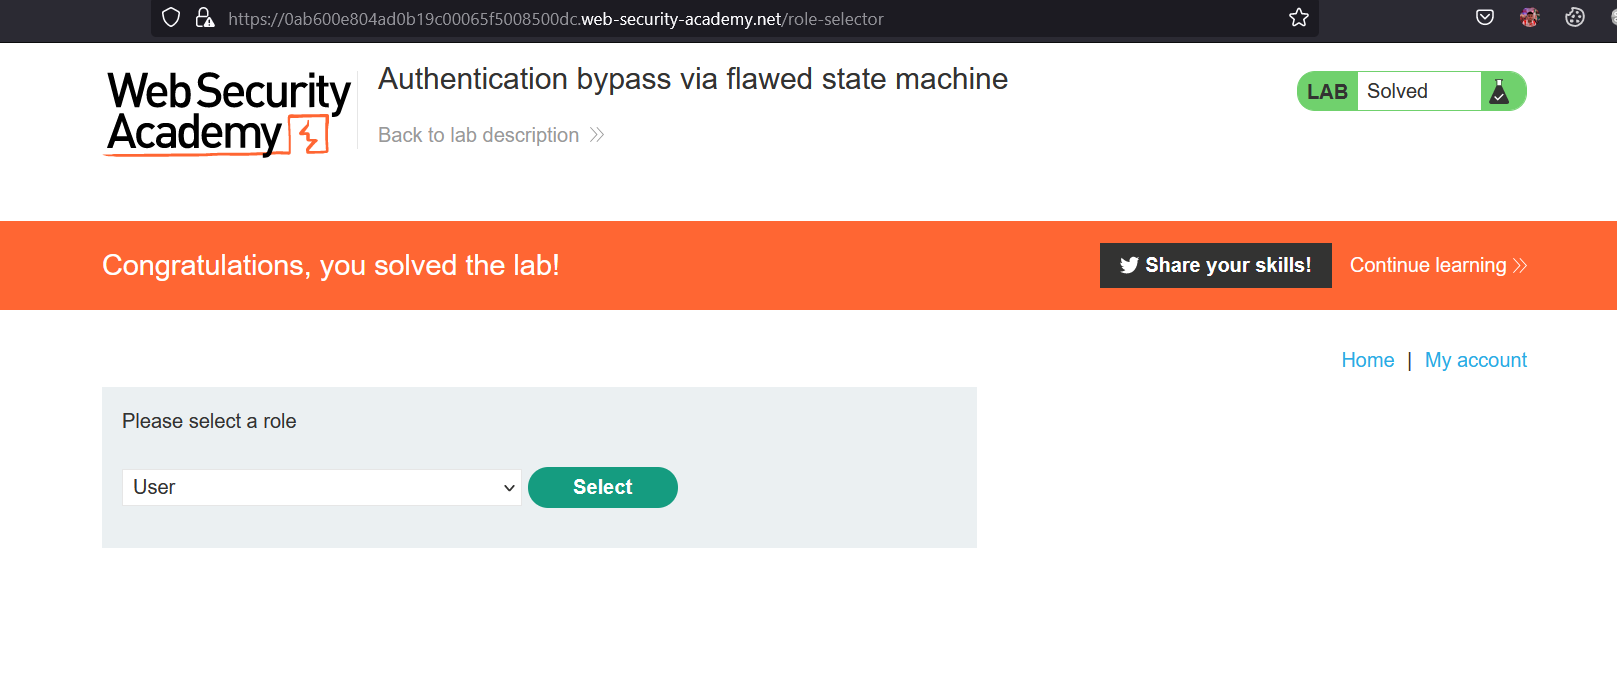 https://0ab600e804ad0b19c00065f5008500dc.web-security-academy.net/role-selector
Web Security
Academy
Authentication bypass via flawed state machine
Back to lab description
LAB Solved
Congratulations, you solved the lab!
Share your skills!
Continue learning
Home | My account
Please select a role
User
Select